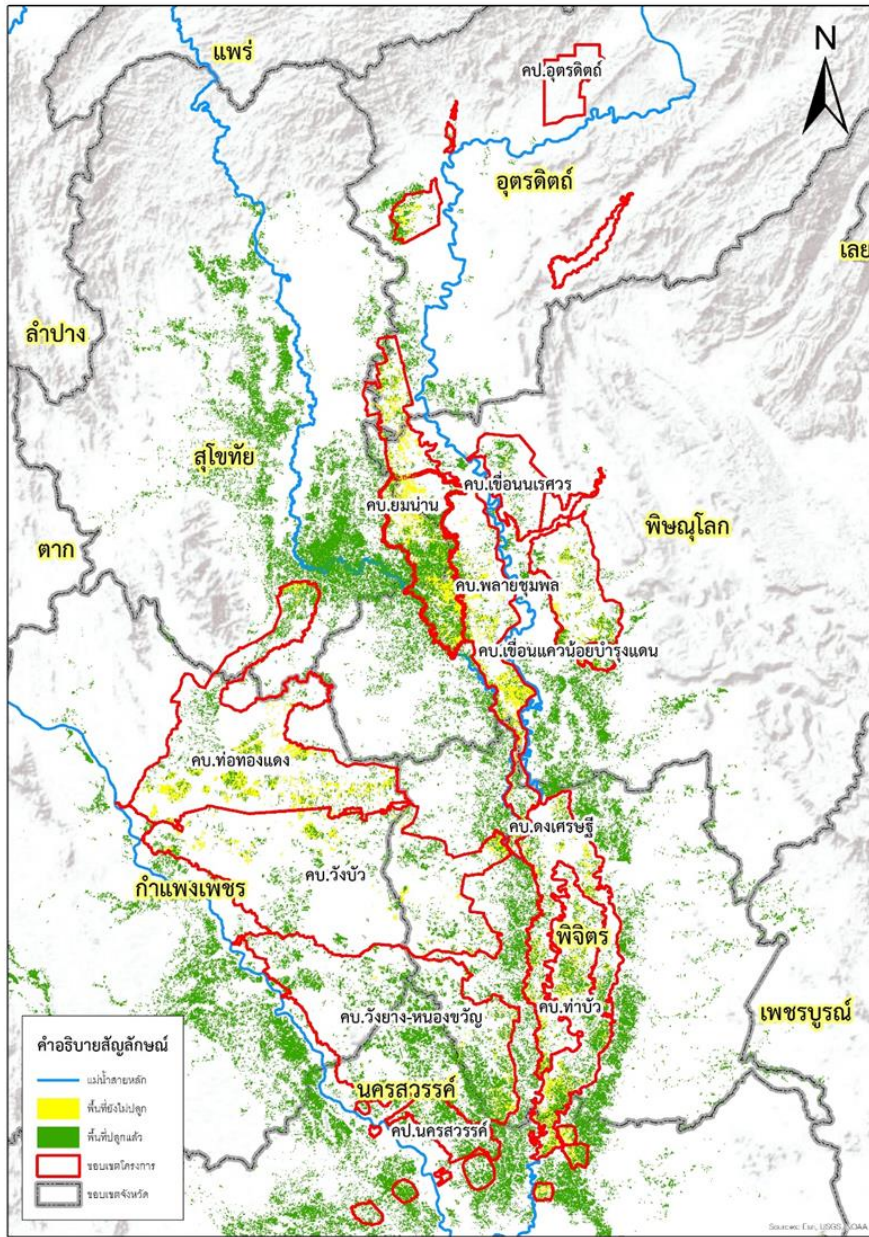 แพร่
N
คป.อุตรดิตถ์
อุตรดิตถ์
เลย
ลำปาง
สุโขทัย
คบ.เขื่อนนเรศวร
คบ.ยมน่าน
พิษณุโลก
ตาก
คบ.พลายชุมพล
คบ.เขื่อนแควน้อยบำรุงแดน
คบ.ท่อทองแดง
คบ.ดงเศรษฐี
คบ.วังบัว
กำแพงเพชร
พิจิตร
คบ.ท่าบัว
คบ.วังยาง-หนองขวัญ
เพชรบูรณ์
นครสวรรค์
คป.นครสวรรค์
คำอธิบายสัญลักษณ์
แม่น้ำสายหลัก
พื้นที่ยังไม่ปลูก
พื้นที่ปลูกแล้ว
ขอบเขตโครงการ
ขอบเขตจังหวัด
Sources: Esri, USGS, NOAA